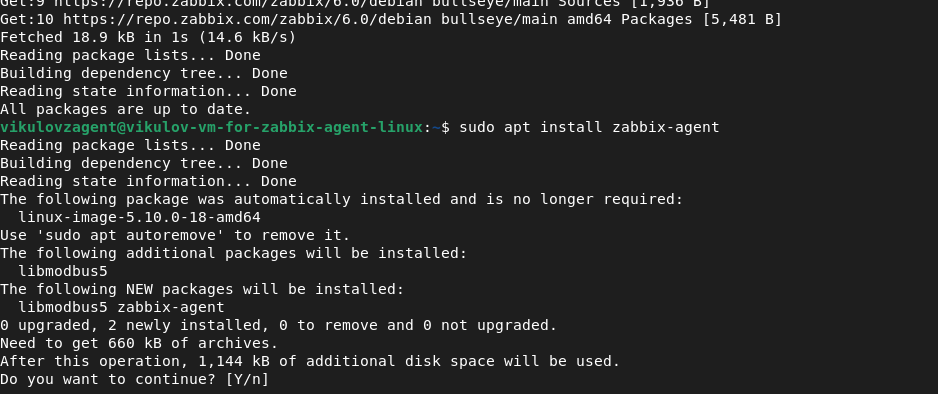 Get:9 https://repo.zabbix.com/zabbix/6.0/debian bullseye/main Sources [1,936 B]
Get:10 https://repo.zabbix.com/zabbix/6.0/debian bullseye/main amd64 Packages [5,481 B]
Fetched 18.9 kB in 1s (14.6 kB/s)
Reading package lists... Done
Building dependency tree... Done
Reading state information... Done
All packages are up to date.
vikulovzagent@vikulov-vm-for-zabbix-agent-linux:~$ sudo apt install zabbix-agent
Reading package lists... Done
Building dependency tree... Done
Reading state information... Done
The following package was automatically installed and is no longer required:
  linux-image-5.10.0-18-amd64
Use 'sudo apt autoremove' to remove it.
The following additional packages will be installed:
  libmodbus5
The following NEW packages will be installed:
  libmodbus5 zabbix-agent
0 upgraded, 2 newly installed, 0 to remove and 0 not upgraded.
Need to get 660 kB of archives.
After this operation, 1,144 kB of additional disk space will be used.
Do you want to continue? [Y/n]